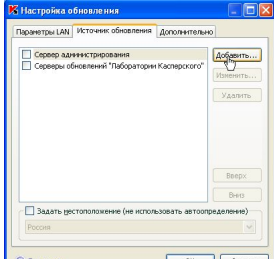 Настройка обновления
Параметры LAN Источник обновления Дополнительно
Сервер администрирования
Серверы обновлений "Лаборатории Касперского"
Добавить...
Изменить...
Удалить
Вверх
Вниз
Задать местоположение (не использовать автоопределение)
Россия